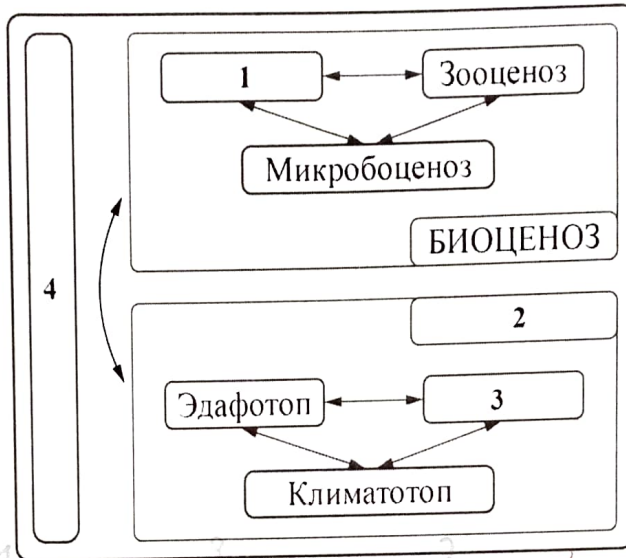 1
Зооценоз
Микробоценоз
БИОЦЕНОЗ
4
2
Эдафотоп
3
Климатотоп